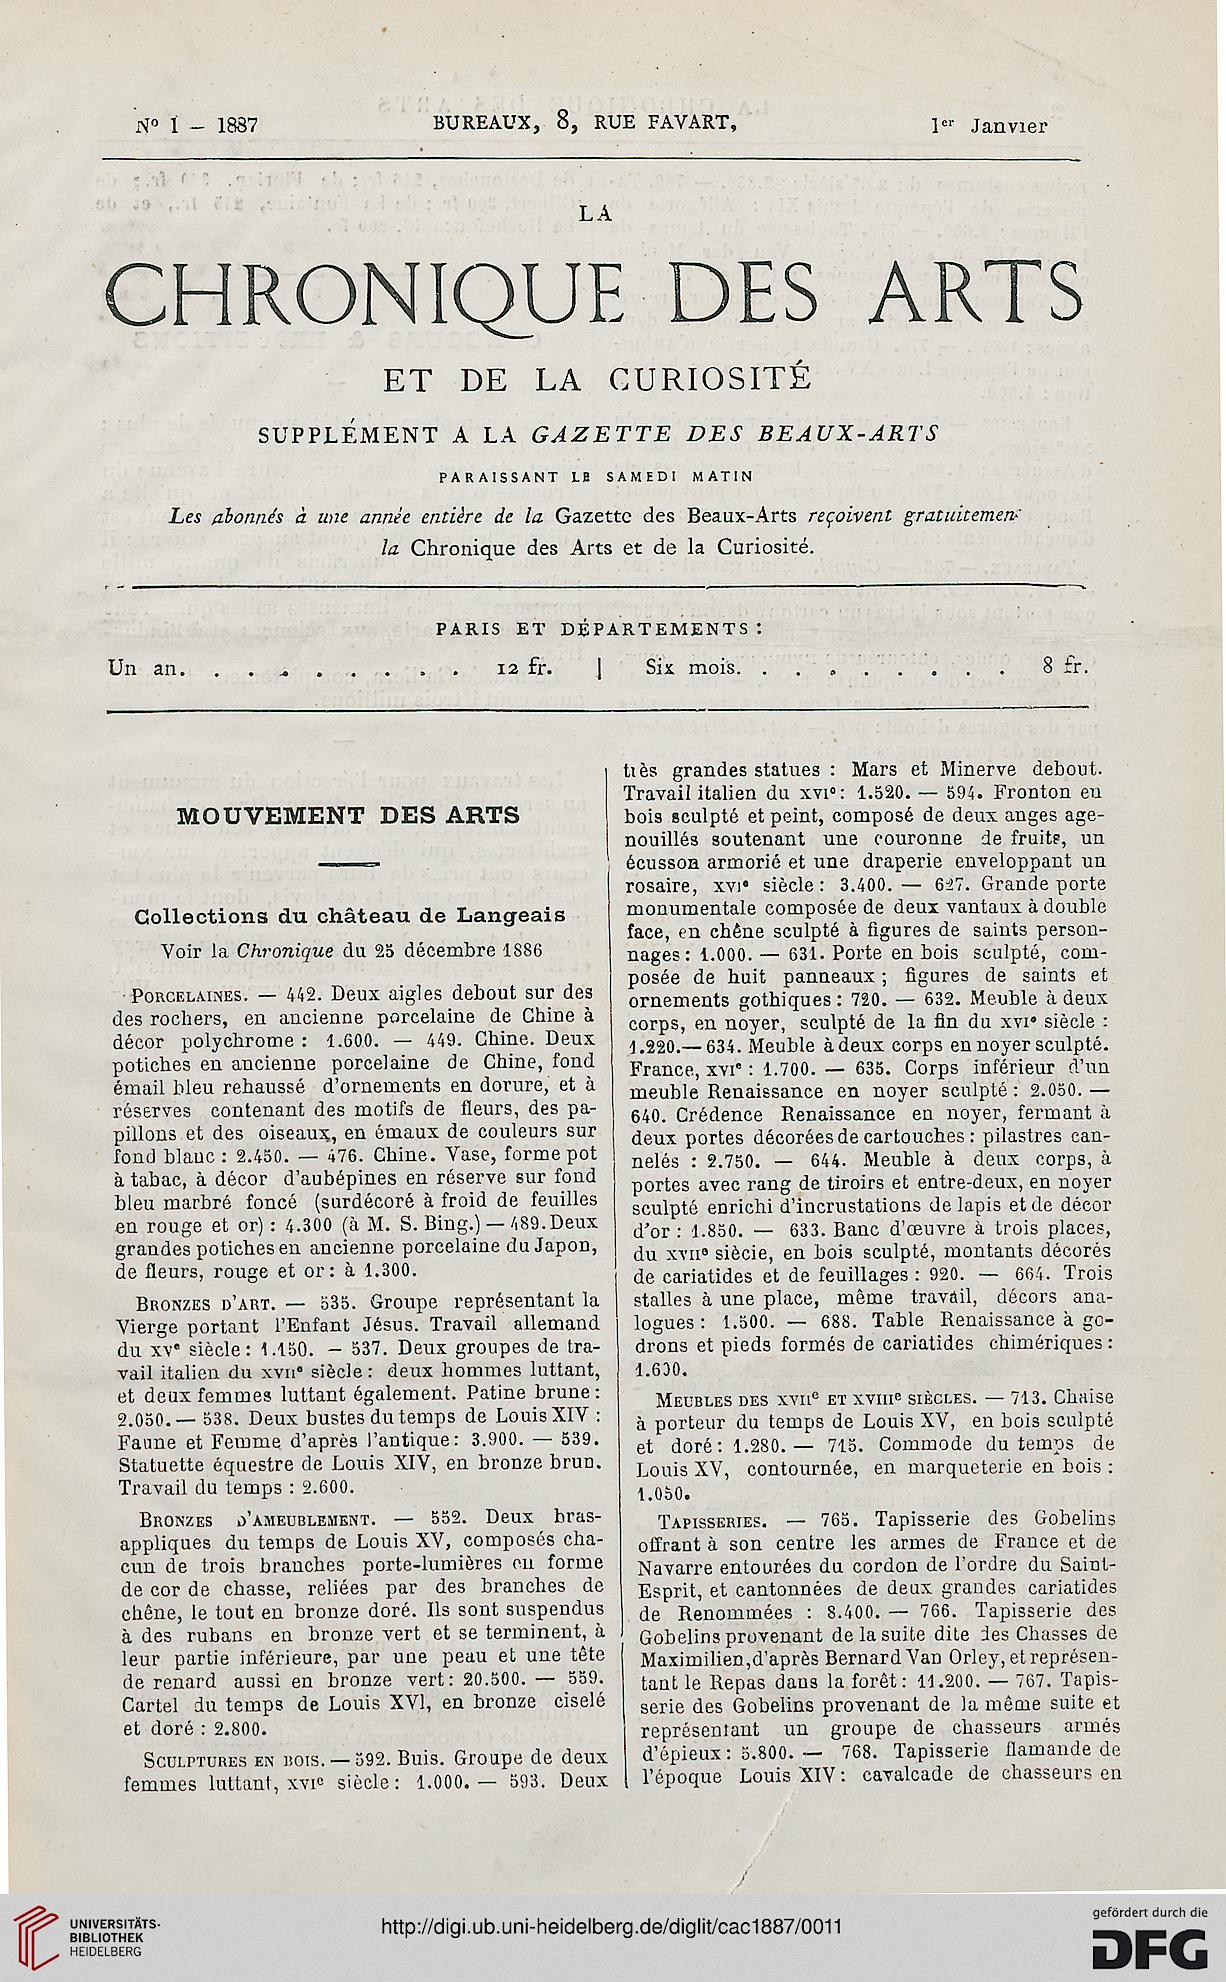 N° 1 — 1887
BUREAUX, 8, RUE FAVART,
1er Janvier
LA
CHRONIQUE DES ARTS
ET DE LA CURIOSITÉ
SUPPLÉMENT A LA GAZETTE DES BEAUX-ARTS
PARAISSANT LE SAMEDI MATIN
Les abonnés à une année entière de la Gazette des Beaux-Arts reçoivent gratuitemen
la Chronique des Arts et de la Curiosité.
PARIS ET DÉPARTEMENTS :
Un an. . . . . . . . . 12 fr. | Six mois. . . . . . . . . 8 fr.
MOUVEMENT DES ARTS
Collections du château de Langeais
Voir la Chronique du 25 décembre 1886
PORCELAINES. — 442. Deux aigles debout sur des
des rochers, en ancienne porcelaine de Chine à
décor polychrome : 1.600. — 449. Chine. Deux
potiches en ancienne porcelaine de Chine, fond
émail bleu rehaussé d'ornements en dorure, et à
réserves contenant des motifs de fleurs, des pa-
pillons et des oiseaux, en émaux de couleurs sur
fond blanc : 2.450. — 476. Chine. Vase, forme pot
à tabac, à décor d'aubépines en réserve sur fond
bleu marbré foncé (surdécoré à froid de feuilles
en rouge et or) : 4.300 (à M. S. Bing.) — 489. Deux
grandes potiches en ancienne porcelaine du Japon,
de fleurs, rouge et or : à 1.300.
BRONZES D'ART. — 535. Groupe représentant la
Vierge portant l'Enfant Jésus. Travail allemand
du XVe siècle : 1.150. — 537. Deux groupes de tra-
vail italien du XVIIe siècle : deux hommes luttant,
et deux femmes luttant également. Patine brune :
2.050. — 538. Deux bustes du temps de Louis XIV :
Faune et Femme d'après l'antique : 3.900. — 539.
Statuette équestre de Louis XIV, en bronze brun.
Travail du temps : 2.600.
BRONZES D'AMEUBLEMENT. — 552. Deux bras-
appliques du temps de Louis XV, composés cha-
cun de trois branches porte-lumières en forme
de cor de chasse, reliées par des branches de
chêne, le tout en bronze doré. Ils sont suspendus
à des rubans en bronze vert et se terminent, à
leur partie inférieure, par une peau et une tête
de renard aussi en bronze vert : 20.500. — 559.
Cartel du temps de Louis XVI, en bronze ciselé
et doré : 2.800.
SCULPTURES EN BOIS. — 592. Buis. Groupe de deux
femmes luttant, XVIe siècle : 1.000. — 593. Deux
très grandes statues : Mars et Minerve debout.
Travail italien du XVIe : 1.520. — 594. Fronton en
bois sculpté et peint, composé de deux anges age-
nouillés soutenant une couronne de fruits, un
écusson armorié et une draperie enveloppant un
rosaire, XVIe siècle : 3.400. — 627. Grande porte
monumentale composée de deux vantaux à double
face, en chêne sculpté à figures de saints person-
nages : 1.000. — 631. Porte en bois sculpté, com-
posée de huit panneaux ; figures de saints et
ornements gothiques : 720. — 632. Meuble à deux
corps, en noyer, sculpté de la fin du XVIe siècle :
1.220. — 634. Meuble à deux corps en noyer sculpté.
France, XVIe : 1.700. — 635. Corps inférieur d'un
meuble Renaissance en noyer sculpté : 2.050. —
640. Crédence Renaissance en noyer, fermant à
deux portes décorées de cartouches : pilastres can-
nelés : 2.750. — 644. Meuble à deux corps, à
portes avec rang de tiroirs et entre-deux, en noyer
sculpté enrichi d'incrustations de lapis et de décor
d'or : 1.850. — 633. Banc d'œuvre à trois places,
du XVIIe siècle, en bois sculpté, montants décorés
de cariatides et de feuillages : 920. — 664. Trois
stalles à une place, même travail, décors ana-
logues : 1.500. — 688. Table Renaissance à go-
drons et pieds formés de cariatides chimériques :
1.600.
MEUBLES DES XVIIe ET XVIIIe SIÈCLES. — 713. Chaise
à porteur du temps de Louis XV, en bois sculpté
et doré : 1.280. — 715. Commode du temps de
Louis XV, contournée, en marqueterie en bois :
1.050.
TAPISSERIES. — 765. Tapisserie des Gobelins
offrant à son centre les armes de France et de
Navarre entourées du cordon de l'ordre du Saint-
Esprit, et cantonnées de deux grandes cariatides
de Renommées : 8.400. — 766. Tapisserie des
Gobelins provenant de la suite dite des Chasses de
Maximilien, d'après Bernard Van Orley, et représen-
tant le Repas dans la forêt : 11.200. — 767. Tapis-
serie des Gobelins provenant de la même suite et
représentant un groupe de chasseurs armés
d'épieux : 5.800. — 768. Tapisserie flamande de
l'époque Louis XIV : cavalcade de chasseurs en
UNIVERSITÄTS-
BIBLIOTHEK
HEIDELBERG
http://digi.ub.uni-heidelberg.de/diglit/cac1887/0011
gefördert durch die
DFG